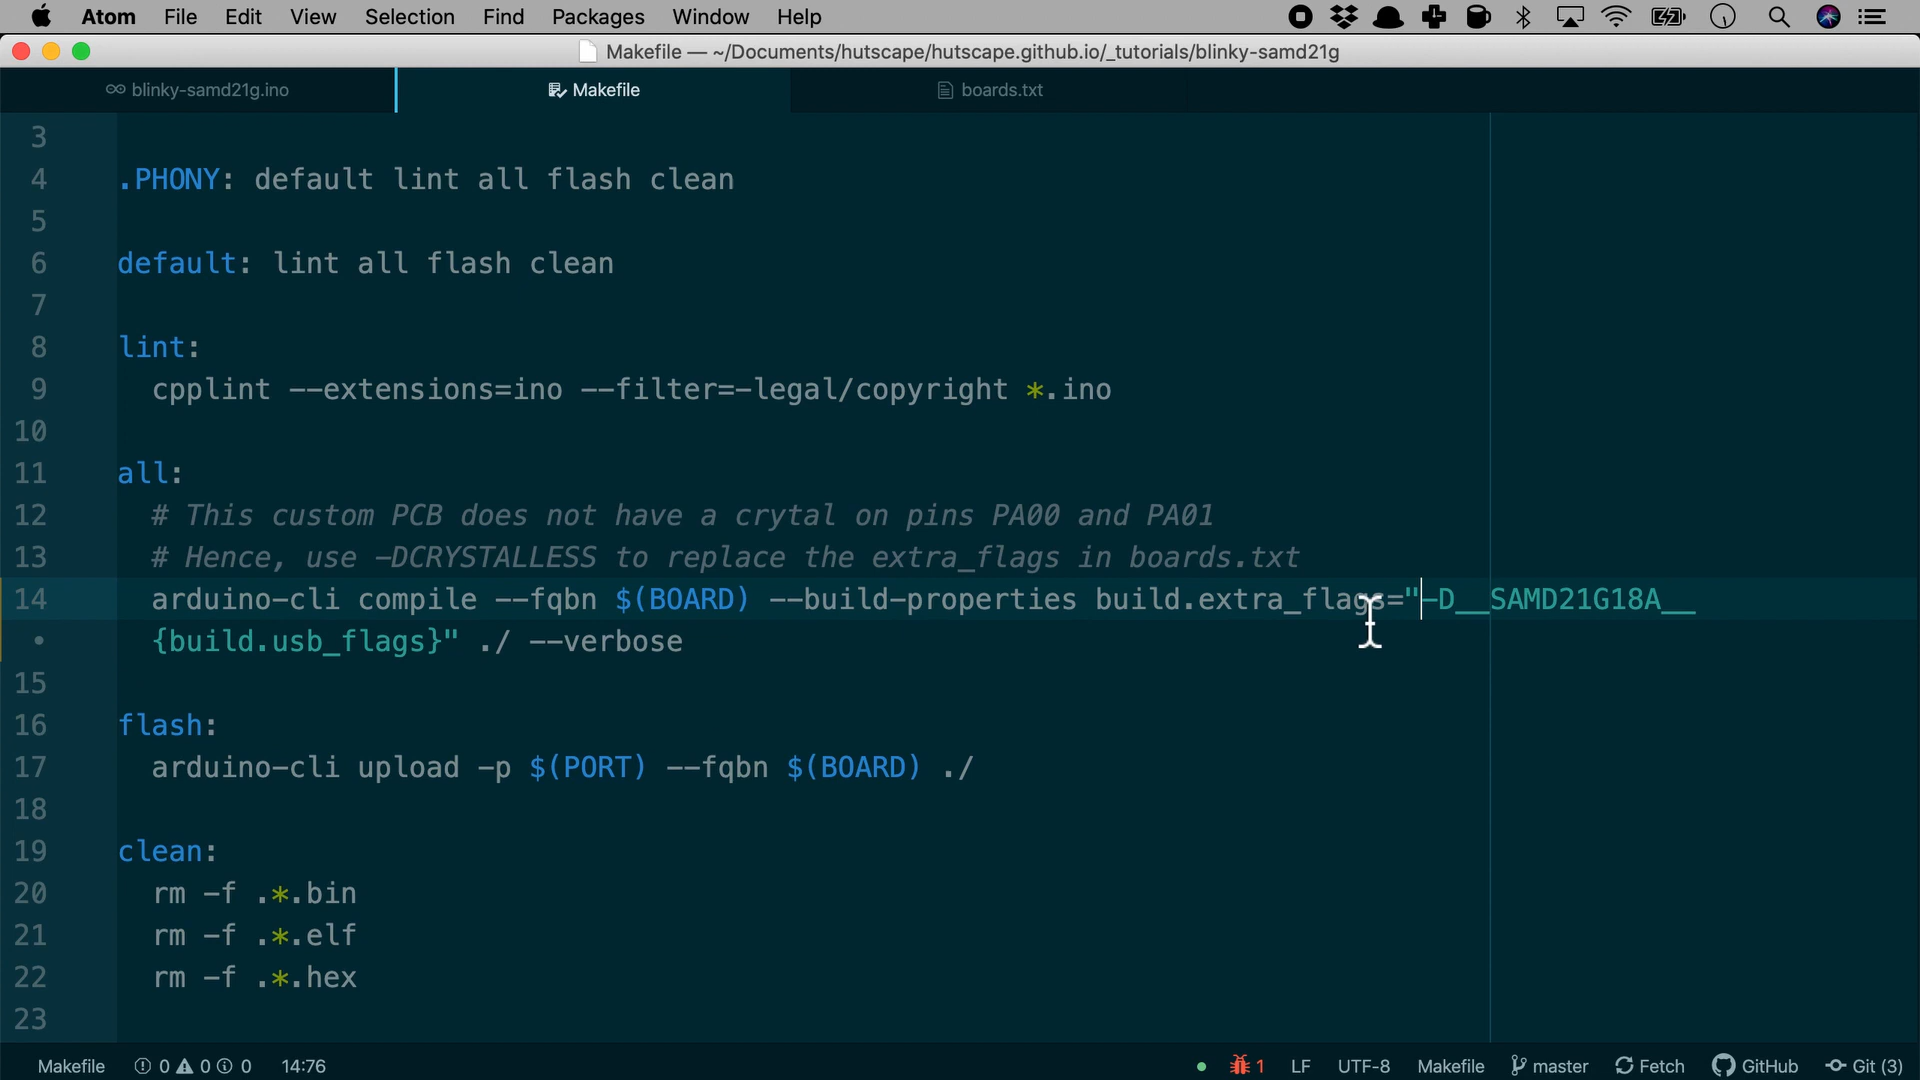 Atom File Edit View Selection Find Packages Window Help
Makefile — ~/Documents/hutscape/hutscape.github.io/_tutorials/blinky-samd21g
blinky-samd21g.ino Makefile boards.txt
3
4 .PHONY: default lint all flash clean
5
6 default: lint all flash clean
7
8 lint:
9 cpplint --extensions=ino --filter=-legal/copyright *.ino
10
11 all:
12 # This custom PCB does not have a crytal on pins PA00 and PA01
13 # Hence, use -DCRYSTALLESS to replace the extra_flags in boards.txt
14 arduino-cli compile --fqbn $(BOARD) --build-properties build.extra_flags="-D__SAMD21G18A__
• {build.usb_flags}" ./ --verbose
15
16 flash:
17 arduino-cli upload -p $(PORT) --fqbn $(BOARD) ./
18
19 clean:
20 rm -f .*.bin
21 rm -f .*.elf
22 rm -f .*.hex
23
Makefile 0 0 0 14:76 1 LF UTF-8 Makefile master Fetch GitHub Git (3)